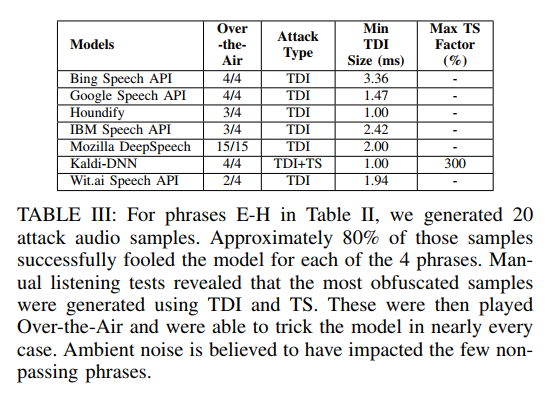 Models Over-the-Air Attack Type Min TDI Size (ms) Max TS Factor (%)
Bing Speech API 4/4 TDI 3.36 -
Google Speech API 4/4 TDI 1.47 -
Houndify 3/4 TDI 1.00 -
IBM Speech API 3/4 TDI 2.42 -
Mozilla DeepSpeech 15/15 TDI 2.00 -
Kaldi-DNN 4/4 TDI+TS 1.00 300
Wit.ai Speech API 2/4 TDI 1.94 -
TABLE III: For phrases E-H in Table II, we generated 20
attack audio samples. Approximately 80% of those samples
successfully fooled the model for each of the 4 phrases. Man-
ual listening tests revealed that the most obfuscated samples
were generated using TDI and TS. These were then played
Over-the-Air and were able to trick the model in nearly every
case. Ambient noise is believed to have impacted the few non-
passing phrases.